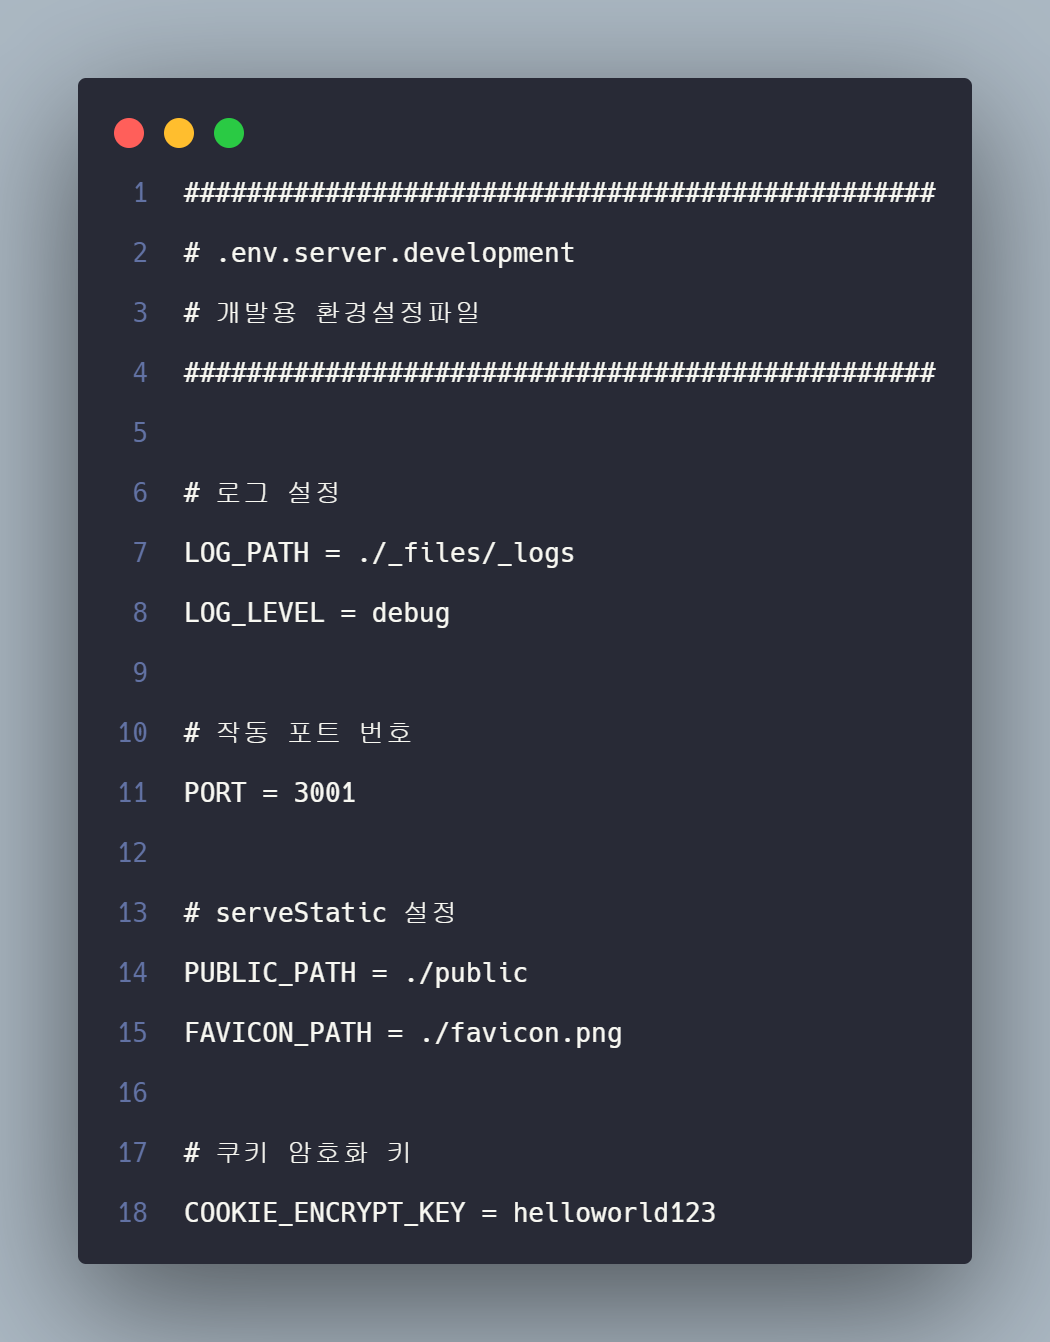 1 ################################################
2 # .env.server.development
3 # 개발용 환경설정파일
4 ################################################
5
6 # 로그 설정
7 LOG_PATH = ./_files/_logs
8 LOG_LEVEL = debug
9
10 # 작동 포트 번호
11 PORT = 3001
12
13 # serveStatic 설정
14 PUBLIC_PATH = ./public
15 FAVICON_PATH = ./favicon.png
16
17 # 쿠키 암호화 키
18 COOKIE_ENCRYPT_KEY = helloworld123